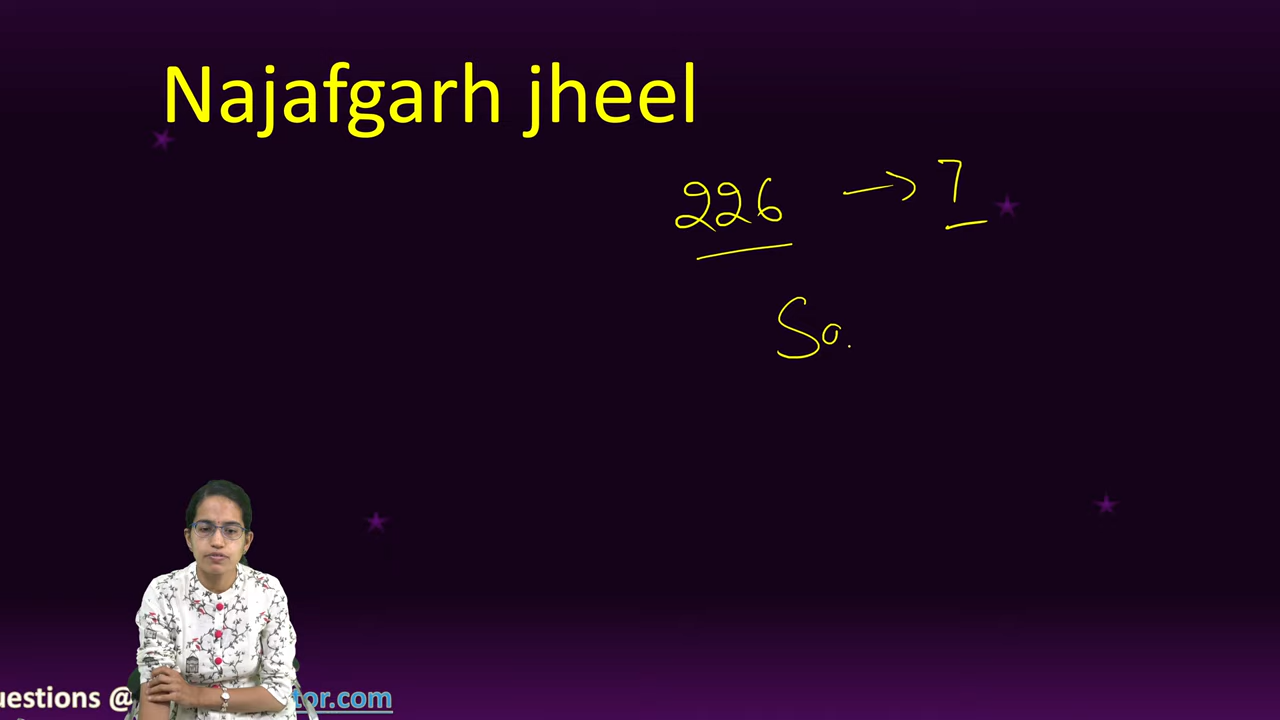 Najafgarh jheel
226 → 7
So.
uestions @ tor.com